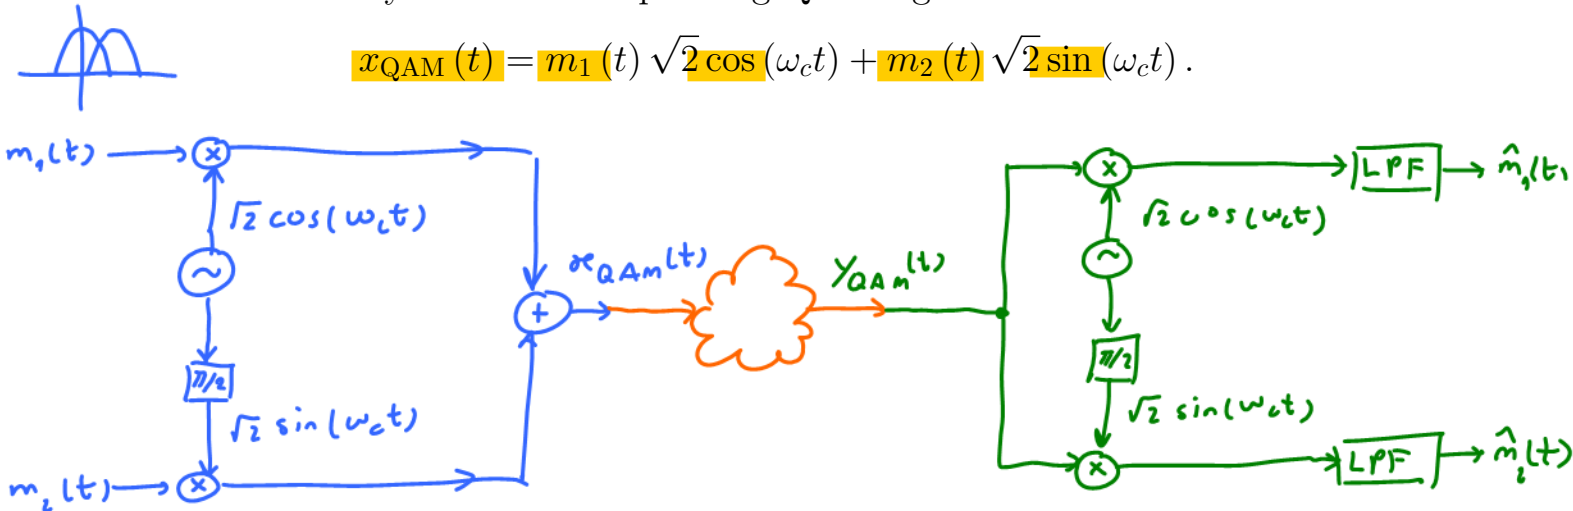 x_QAM (t) = m_1 (t) √2 cos (ω_c t) + m_2 (t) √2 sin (ω_c t) .
m_1(t)
×
√2 cos(ω_c t)
~
π/2
√2 sin(ω_c t)
m_2(t)
×
+
x_QAM(t)
y_QAM(t)
×
√2 cos(ω_c t)
~
π/2
√2 sin(ω_c t)
×
LPF
m̂_1(t)
LPF
m̂_2(t)